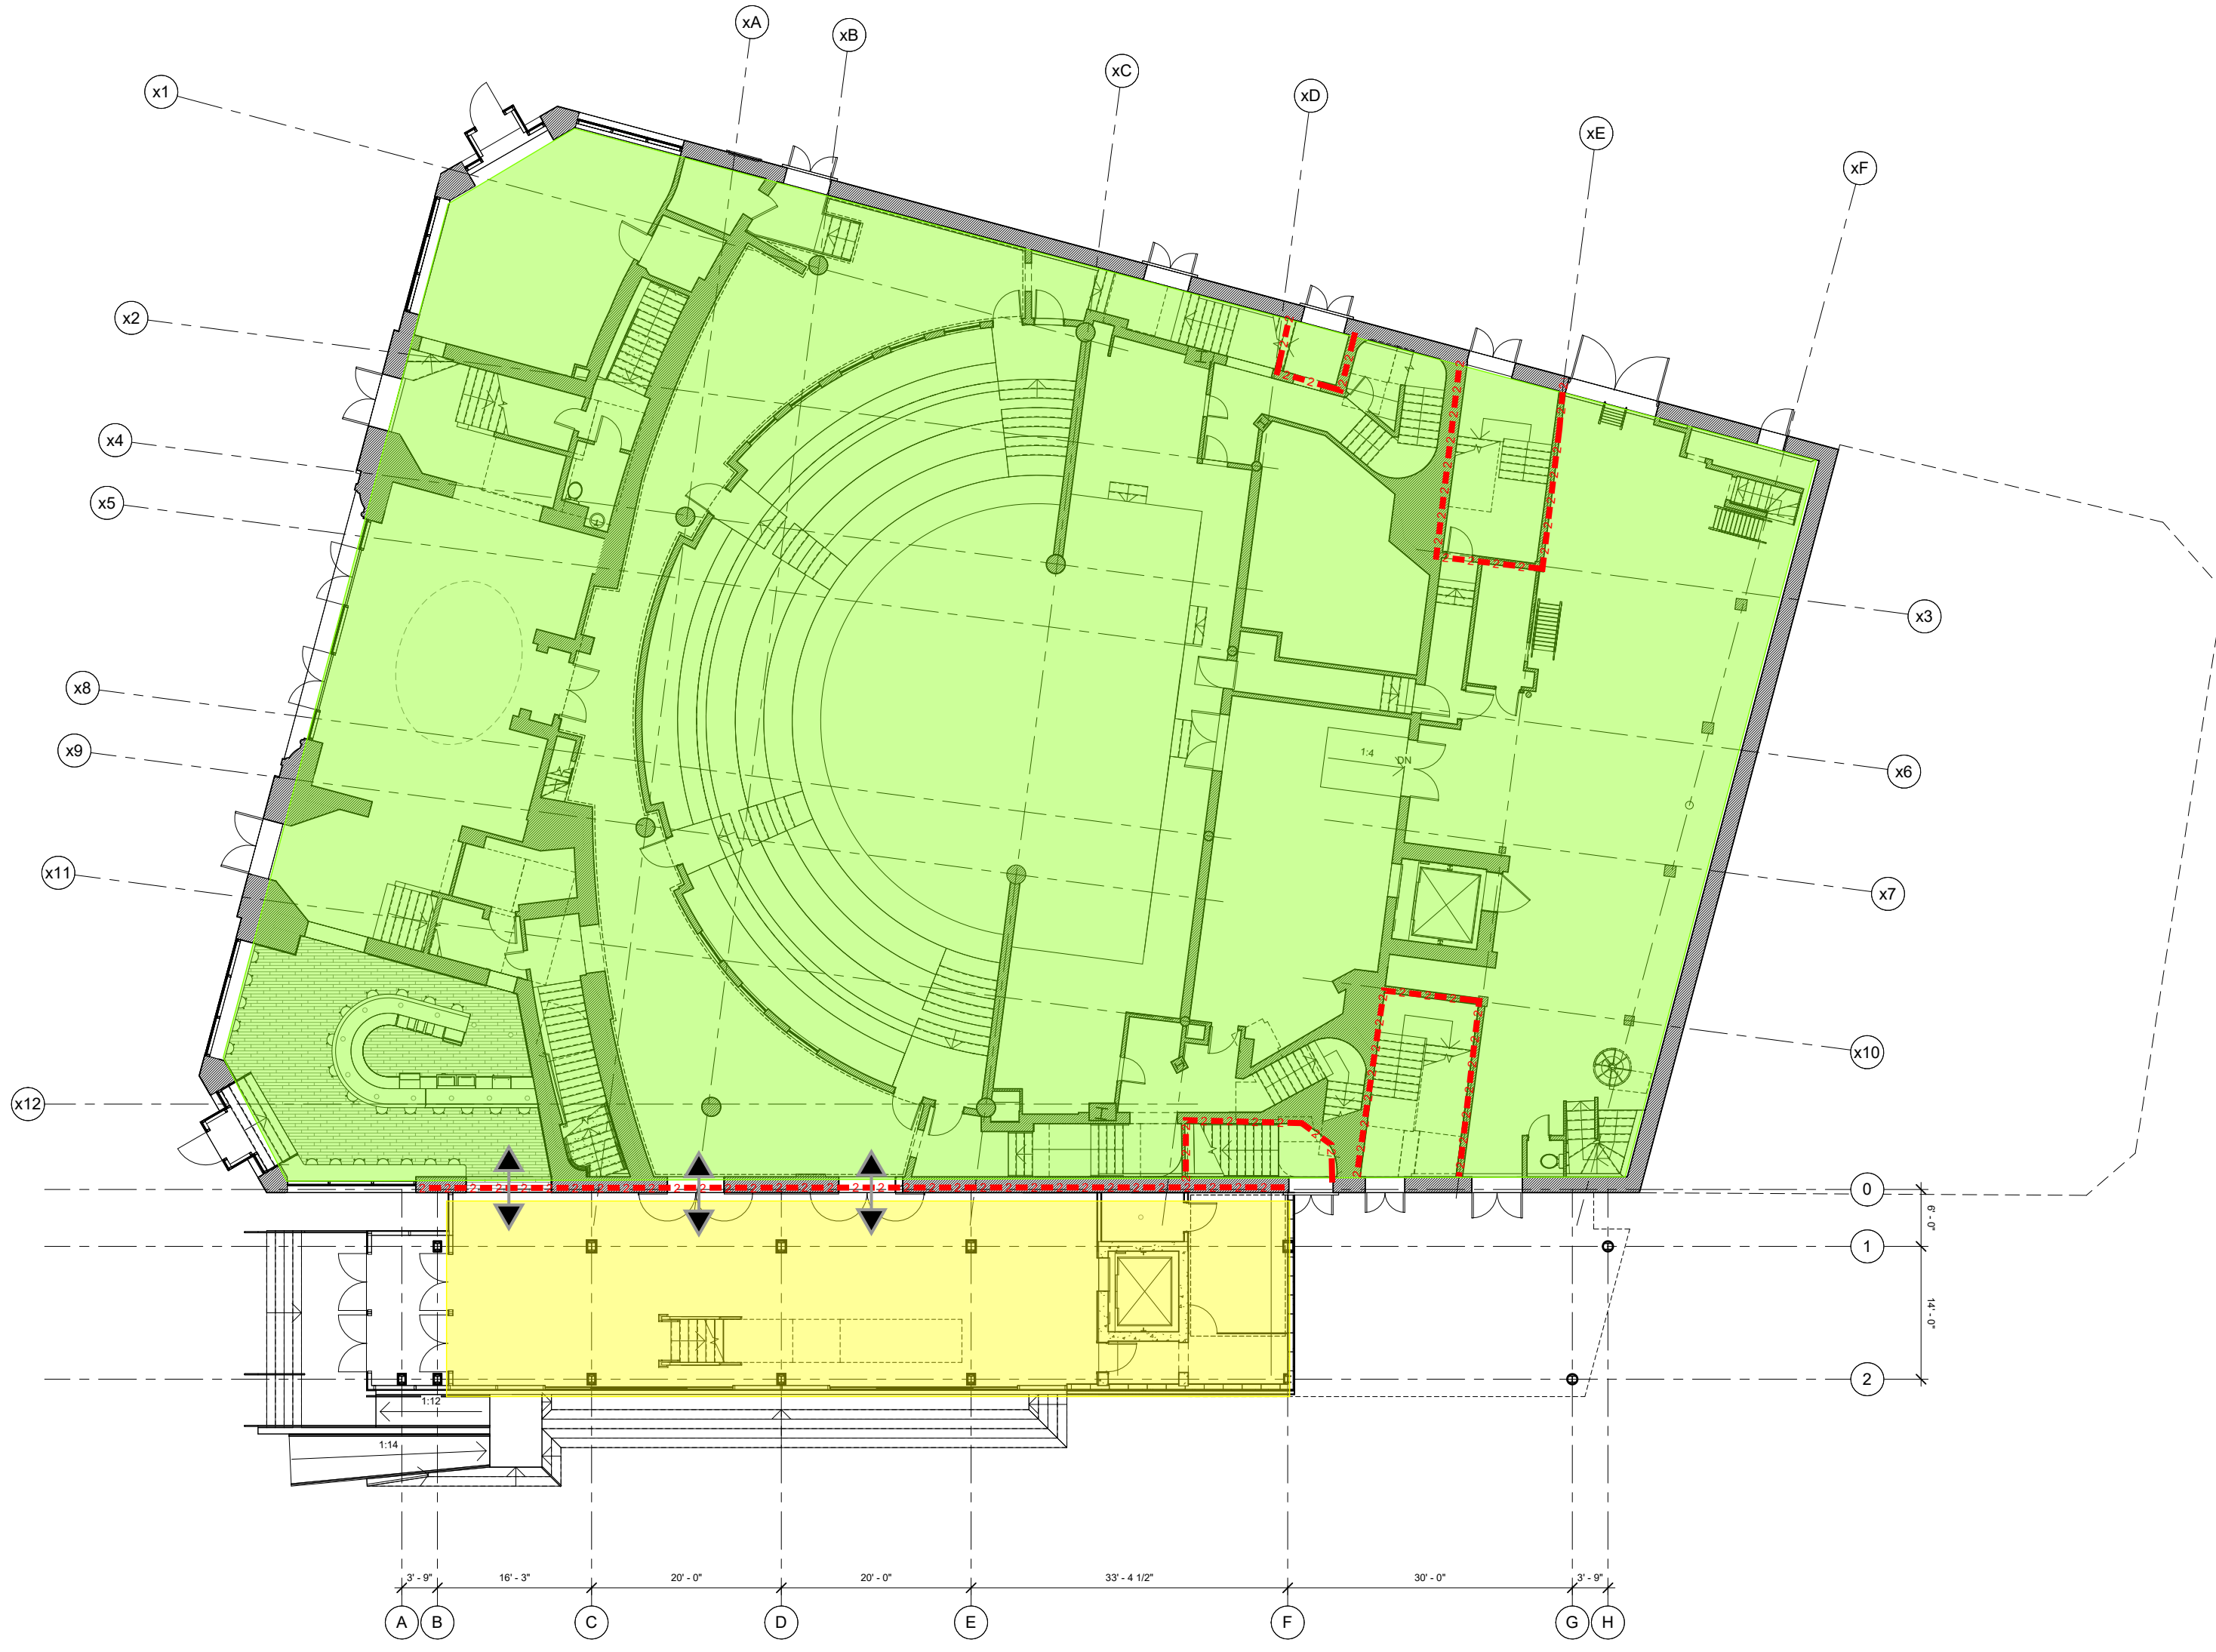 xA
xB
xC
xD
xE
xF
x1
x2
x4
x5
x3
x8
x9
x6
x11
x7
x10
x12
1:4
DN
0
6' - 0"
1
14' - 0"
2
1:12
1:14
3' - 9"
16' - 3"
20' - 0"
20' - 0"
33' - 4 1/2"
30' - 0"
3' - 9"
A
B
C
D
E
F
G
H